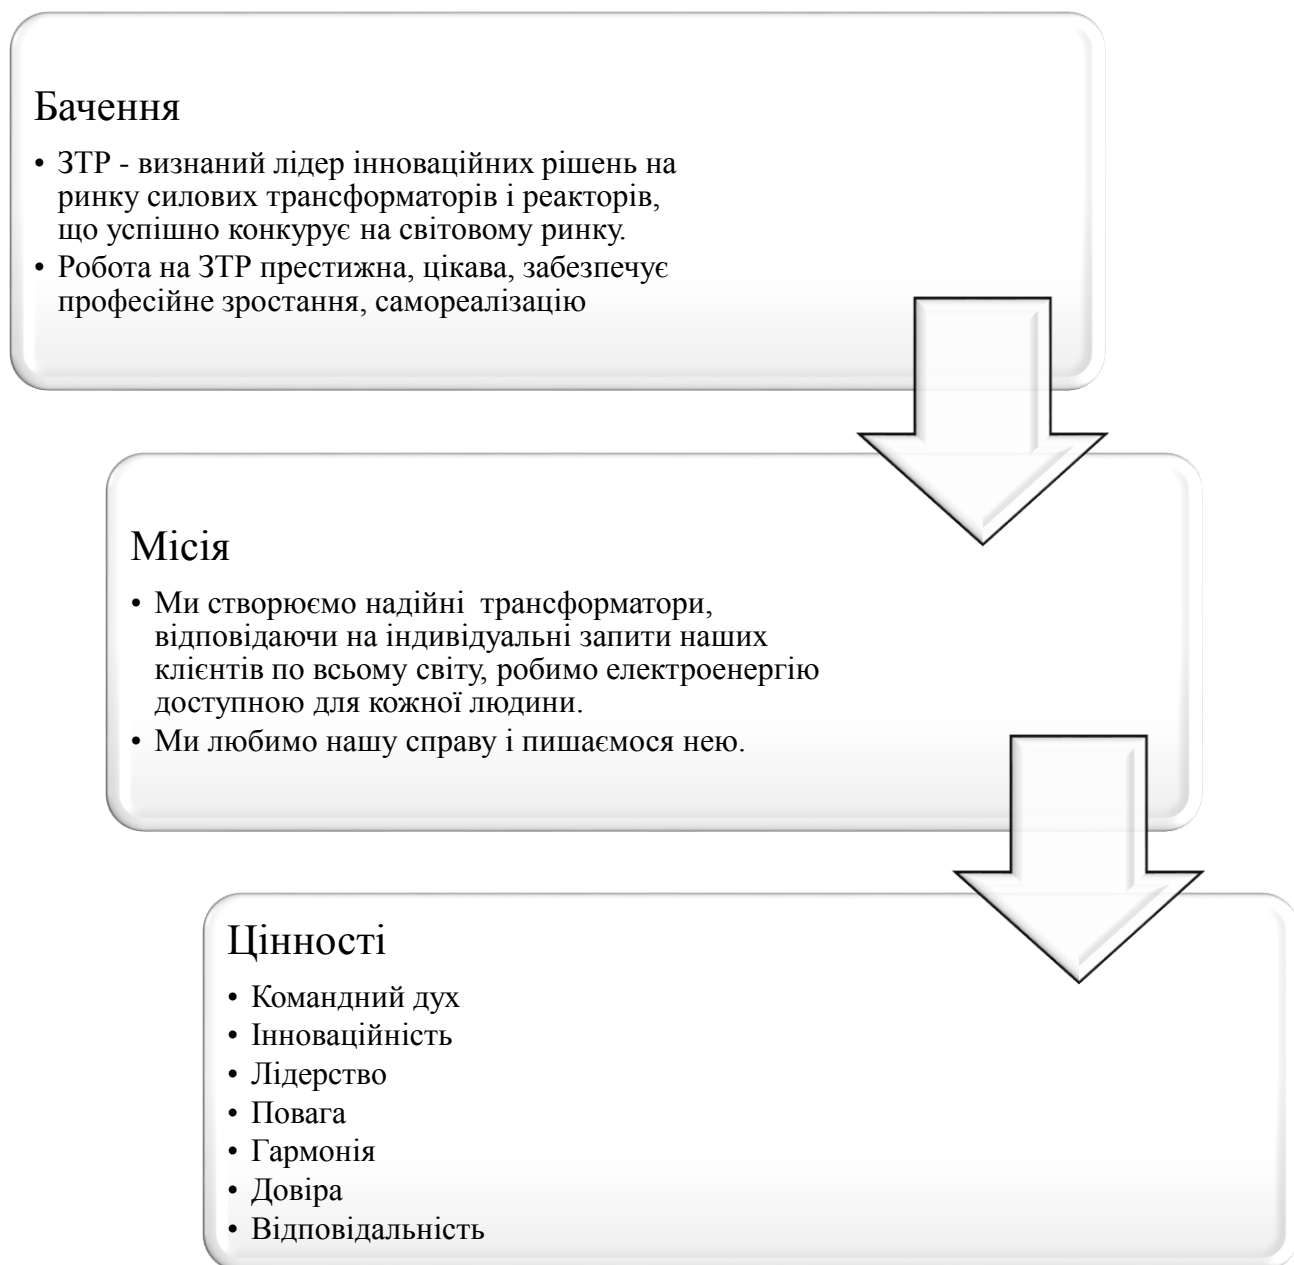 Бачення
• ЗТР - визнаний лідер інноваційних рішень на
ринку силових трансформаторів і реакторів,
що успішно конкурує на світовому ринку.
• Робота на ЗТР престижна, цікава, забезпечує
професійне зростання, самореалізацію
Місія
• Ми створюємо надійні  трансформатори,
відповідаючи на індивідуальні запити наших
клієнтів по всьому світу, робимо електроенергію
доступною для кожної людини.
• Ми любимо нашу справу і пишаємося нею.
Цінності
• Командний дух
• Інноваційність
• Лідерство
• Повага
• Гармонія
• Довіра
• Відповідальність